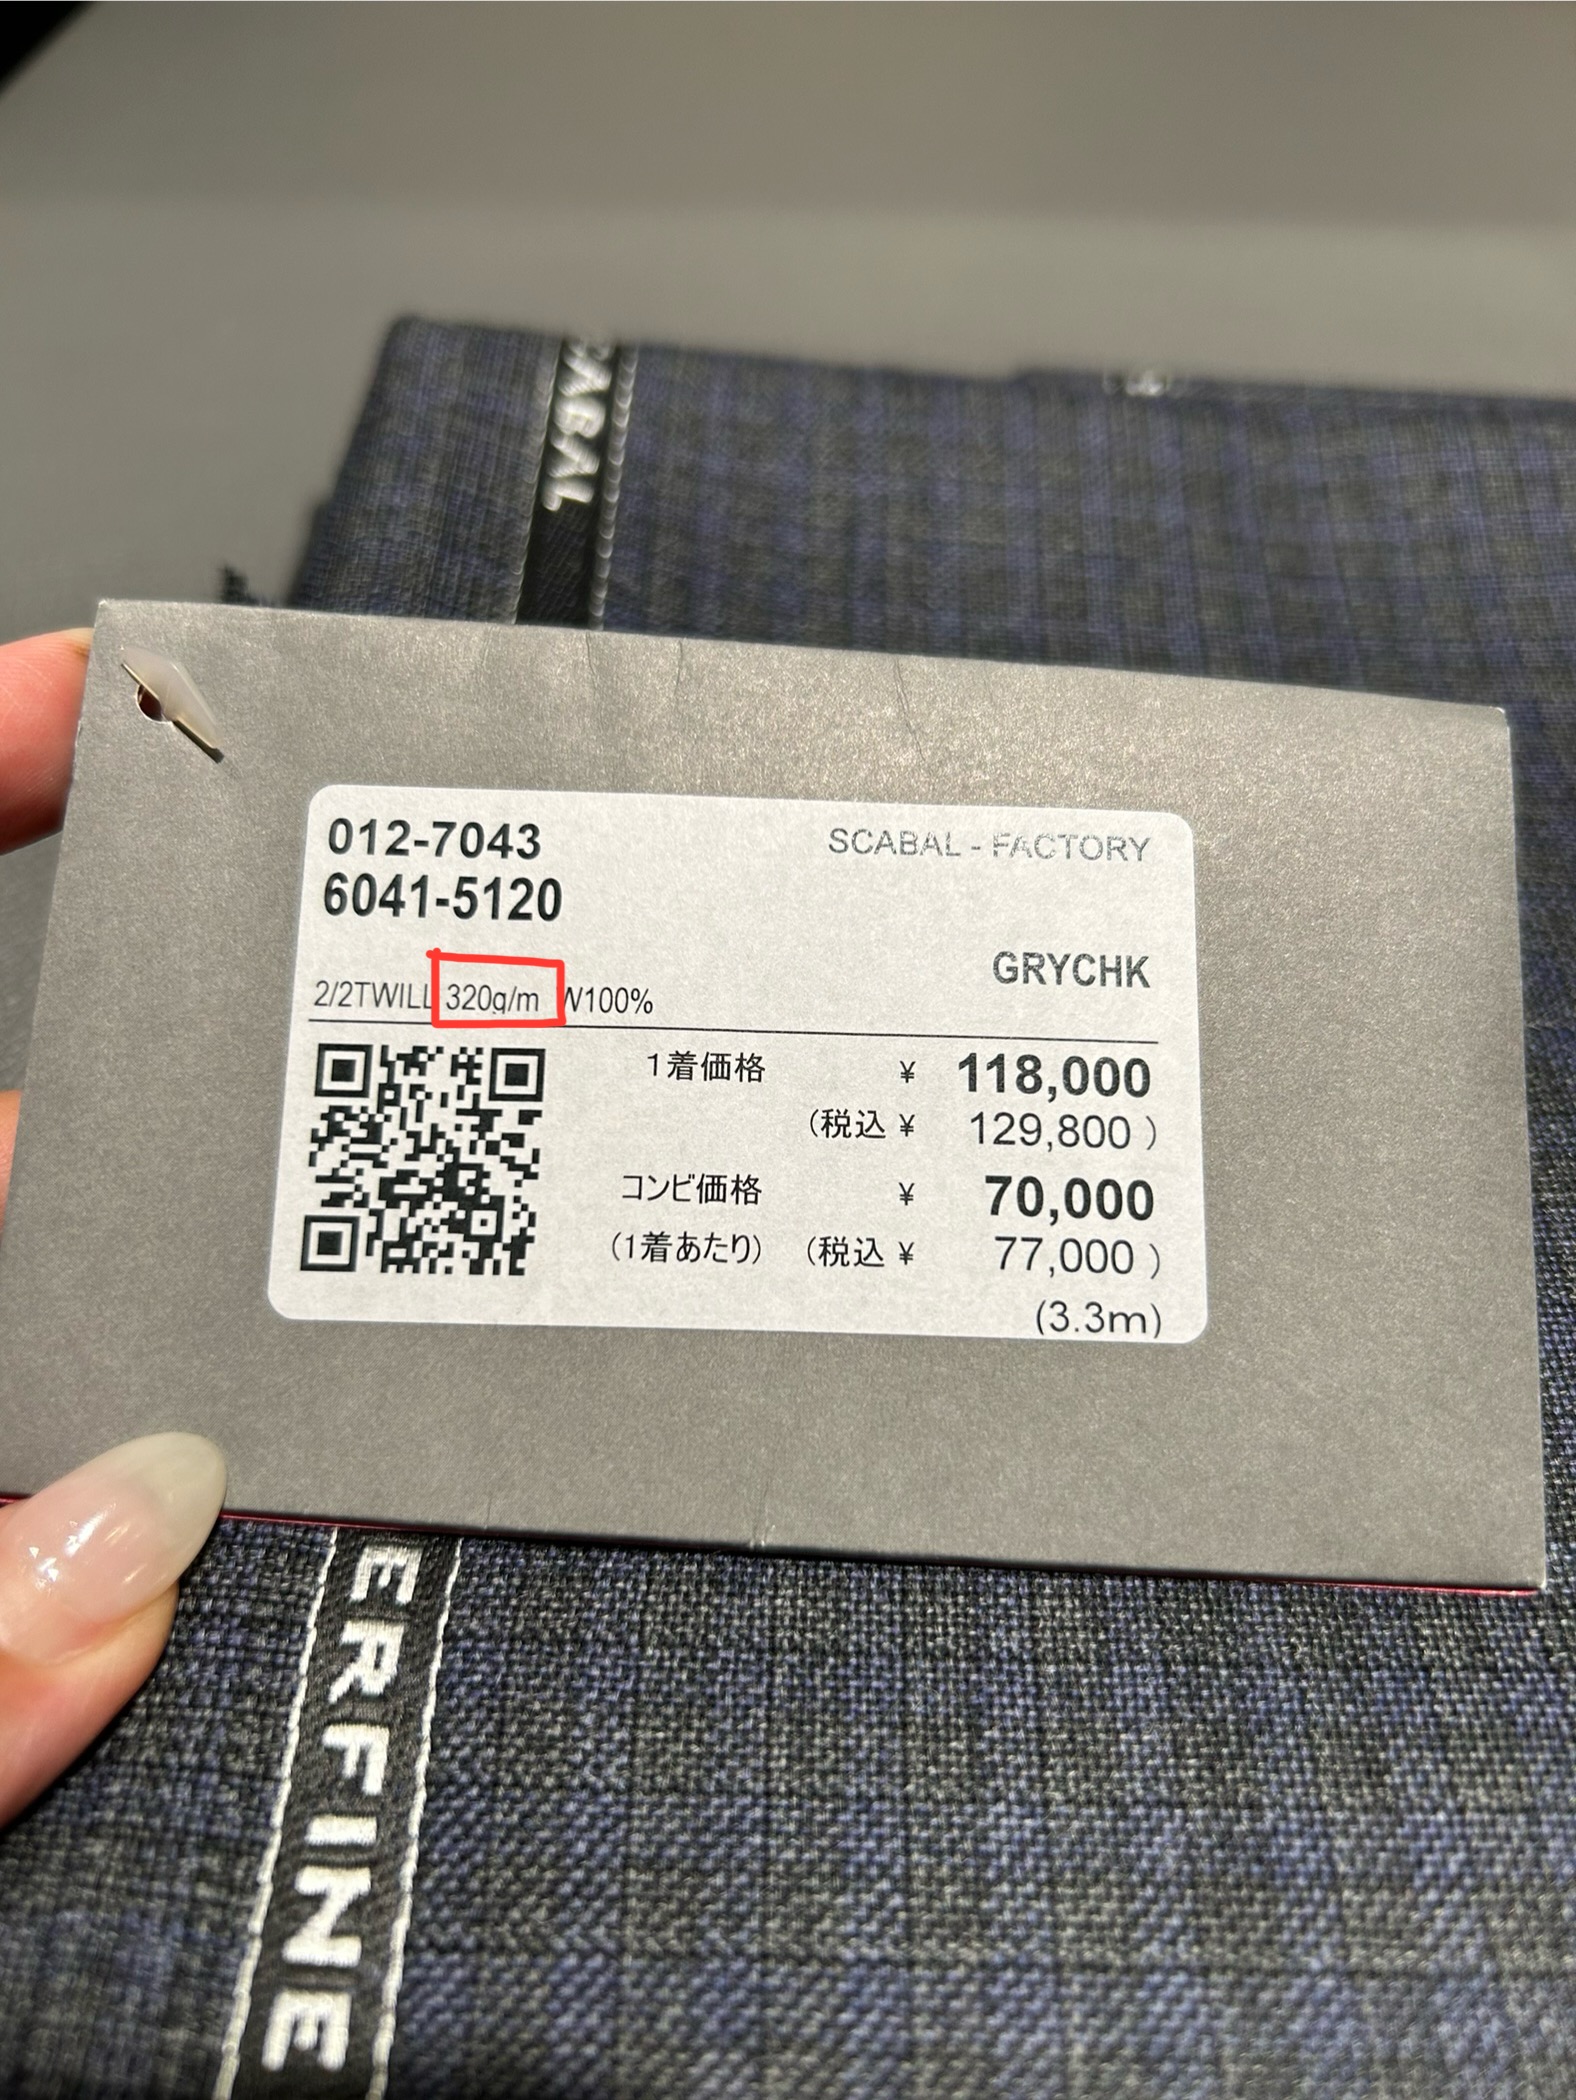 CABAL
012-7043
SCABAL - FACTORY
6041-5120
GRYCHK
2/2TWILL 320g/m W100%
1着価格 ¥ 118,000
(税込 ¥ 129,800 )
コンビ価格 ¥ 70,000
(1着あたり) (税込 ¥ 77,000 )
(3.3m)
ERFINE